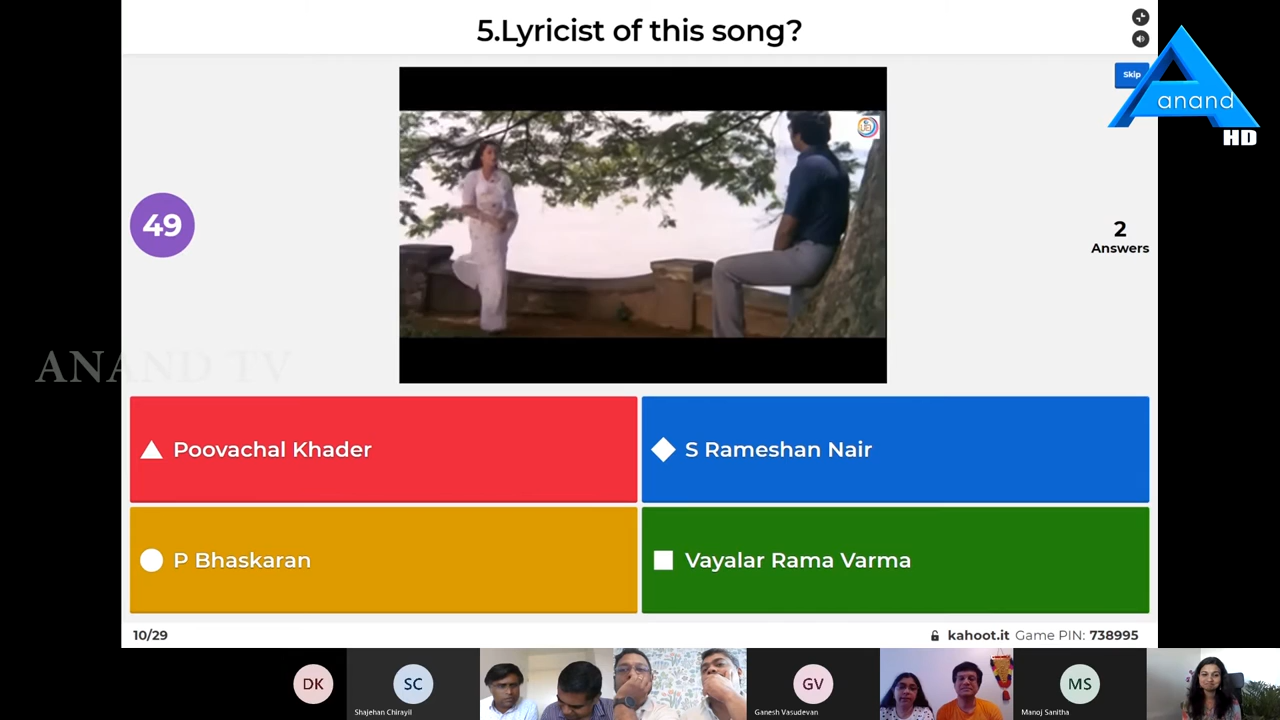 5.Lyricist of this song?
Skip
anand
HD
49
2
Answers
ANAND TV
Poovachal Khader
S Rameshan Nair
P Bhaskaran
Vayalar Rama Varma
10/29
kahoot.it Game PIN: 738995
DK
SC
Shajehan Chirayil
GV
Ganesh Vasudevan
MS
Manoj Sanitha